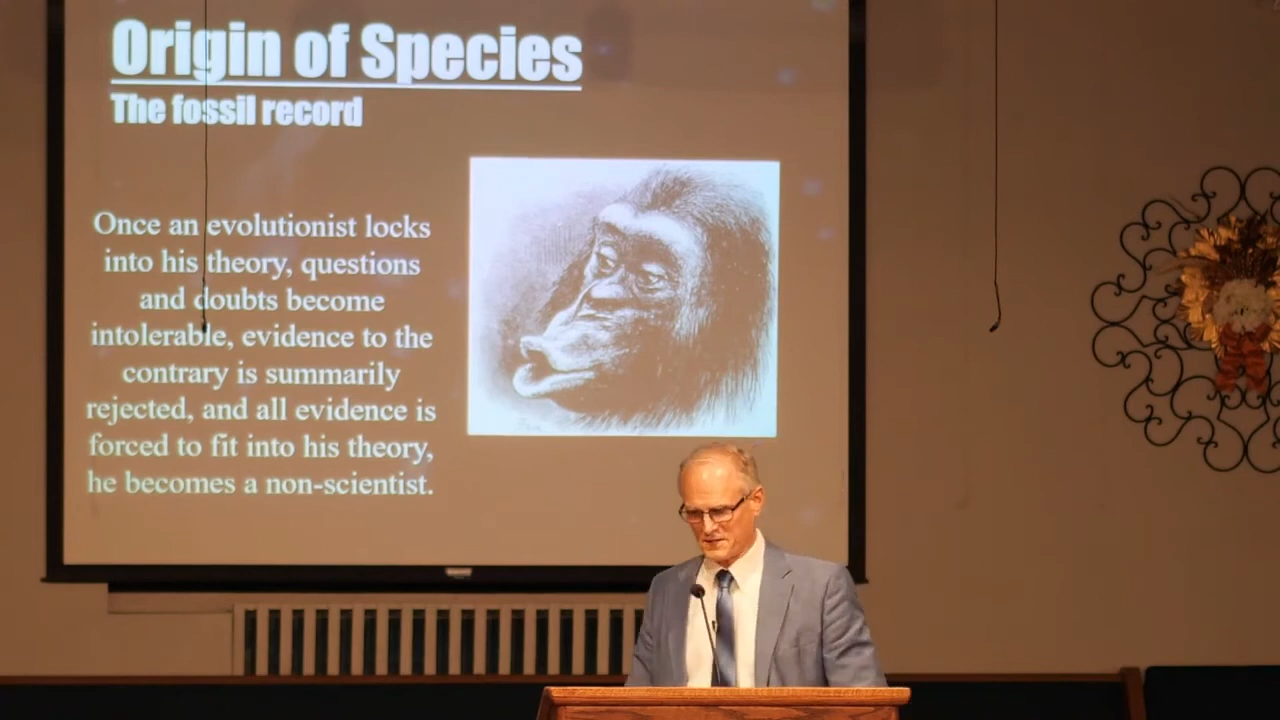 Origin of Species
The fossil record
Once an evolutionist locks
into his theory, questions
and doubts become
intolerable, evidence to the
contrary is summarily
rejected, and all evidence is
forced to fit into his theory,
he becomes a non-scientist.